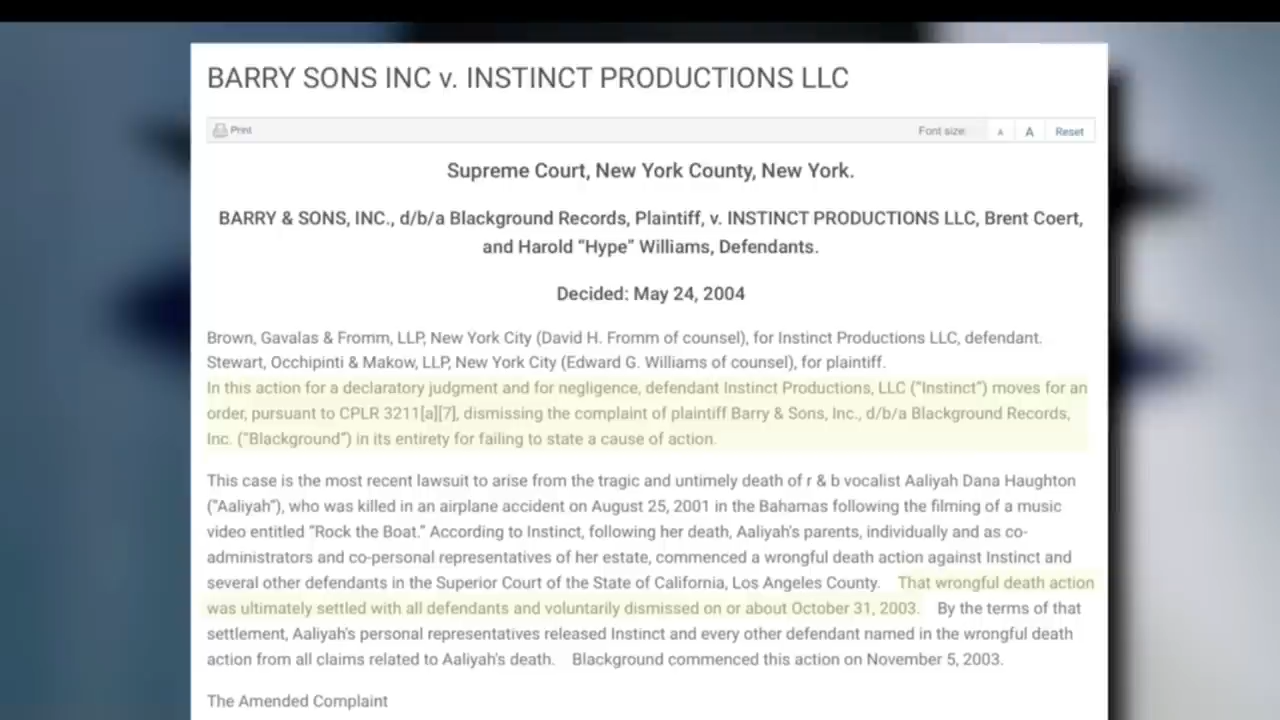 BARRY SONS INC v. INSTINCT PRODUCTIONS LLC
Print
Font size: A A Reset
Supreme Court, New York County, New York.
BARRY & SONS, INC., d/b/a Blackground Records, Plaintiff, v. INSTINCT PRODUCTIONS LLC, Brent Coert,
and Harold “Hype” Williams, Defendants.
Decided: May 24, 2004
Brown, Gavalas & Fromm, LLP, New York City (David H. Fromm of counsel), for Instinct Productions LLC, defendant.
Stewart, Occhipinti & Makow, LLP, New York City (Edward G. Williams of counsel), for plaintiff.
In this action for a declaratory judgment and for negligence, defendant Instinct Productions, LLC (“Instinct”) moves for an
order, pursuant to CPLR 3211[a][7], dismissing the complaint of plaintiff Barry & Sons, Inc., d/b/a Blackground Records,
Inc. (“Blackground”) in its entirety for failing to state a cause of action.
This case is the most recent lawsuit to arise from the tragic and untimely death of r & b vocalist Aaliyah Dana Haughton
(“Aaliyah”), who was killed in an airplane accident on August 25, 2001 in the Bahamas following the filming of a music
video entitled “Rock the Boat.” According to Instinct, following her death, Aaliyah's parents, individually and as co-
administrators and co-personal representatives of her estate, commenced a wrongful death action against Instinct and
several other defendants in the Superior Court of the State of California, Los Angeles County. That wrongful death action
was ultimately settled with all defendants and voluntarily dismissed on or about October 31, 2003. By the terms of that
settlement, Aaliyah's personal representatives released Instinct and every other defendant named in the wrongful death
action from all claims related to Aaliyah's death. Blackground commenced this action on November 5, 2003.
The Amended Complaint